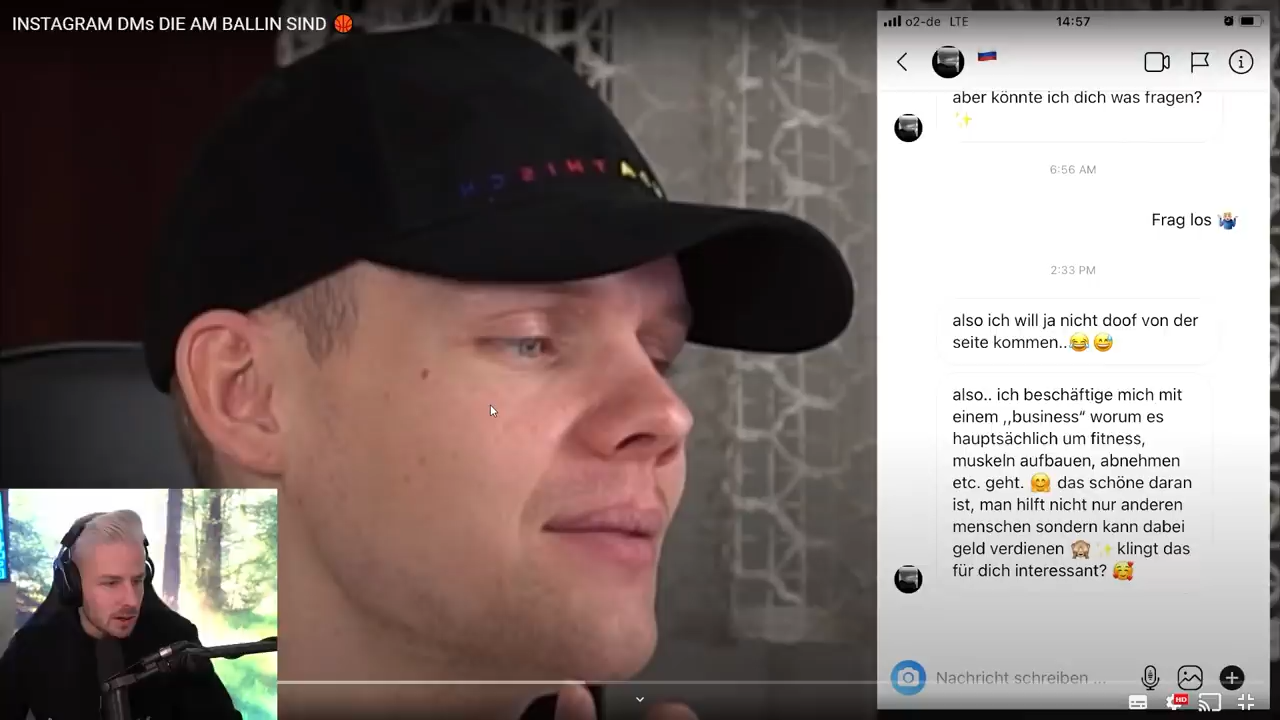 INSTAGRAM DMs DIE AM BALLIN SIND 🏀
o2-de LTE
14:57
aber könnte ich dich was fragen?
✨
6:56 AM
Frag los 🤷🏼‍♂️
2:33 PM
also ich will ja nicht doof von der
seite kommen..😂 😅
also.. ich beschäftige mich mit
einem ,,business“ worum es
hauptsächlich um fitness,
muskeln aufbauen, abnehmen
etc. geht. 🤗 das schöne daran
ist, man hilft nicht nur anderen
menschen sondern kann dabei
geld verdienen 🙈 ✨ klingt das
für dich interessant? 🥰
Nachricht schreiben ...
HD